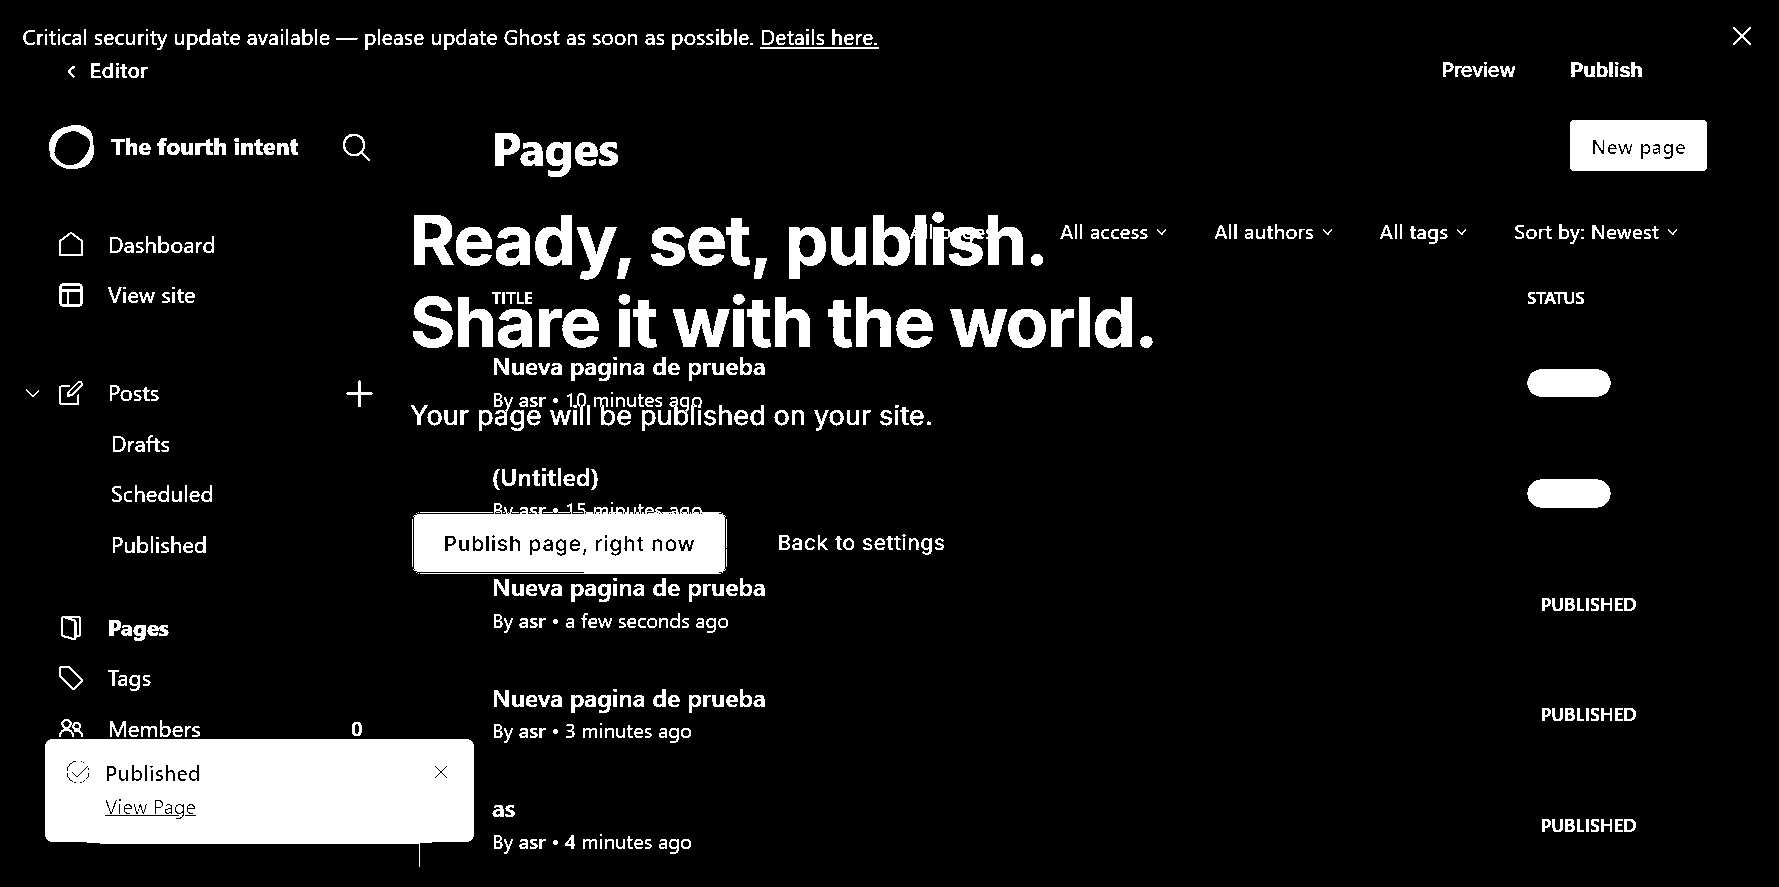 Critical security update available — please update Ghost as soon as possible. Details here.
Editor
Preview
Publish
The fourth intent
Pages
New page
Ready, set, publish.
All access
All authors
All tags
Sort by: Newest
Dashboard
View site
TITLE
STATUS
Share it with the world.
Nueva pagina de prueba
By asr • 10 minutes ago
Your page will be published on your site.
Posts
Drafts
Scheduled
Published
(Untitled)
By asr • 15 minutes ago
Publish page, right now
Back to settings
Nueva pagina de prueba
By asr • a few seconds ago
PUBLISHED
Pages
Tags
Members
0
Nueva pagina de prueba
By asr • 3 minutes ago
PUBLISHED
Published
View Page
as
By asr • 4 minutes ago
PUBLISHED